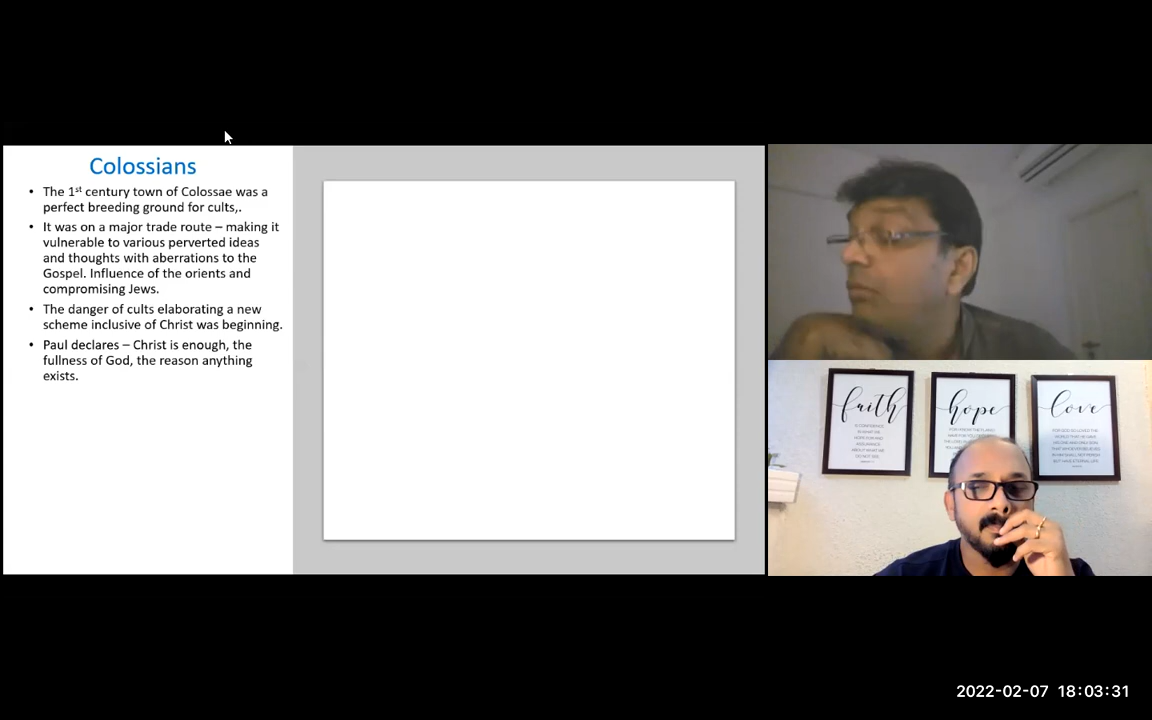 Colossians
• The 1st century town of Colossae was a
perfect breeding ground for cults,.
• It was on a major trade route – making it
vulnerable to various perverted ideas
and thoughts with aberrations to the
Gospel. Influence of the orients and
compromising Jews.
• The danger of cults elaborating a new
scheme inclusive of Christ was beginning.
• Paul declares – Christ is enough, the
fullness of God, the reason anything
exists.
faith
hope
love
2022-02-07 18:03:31